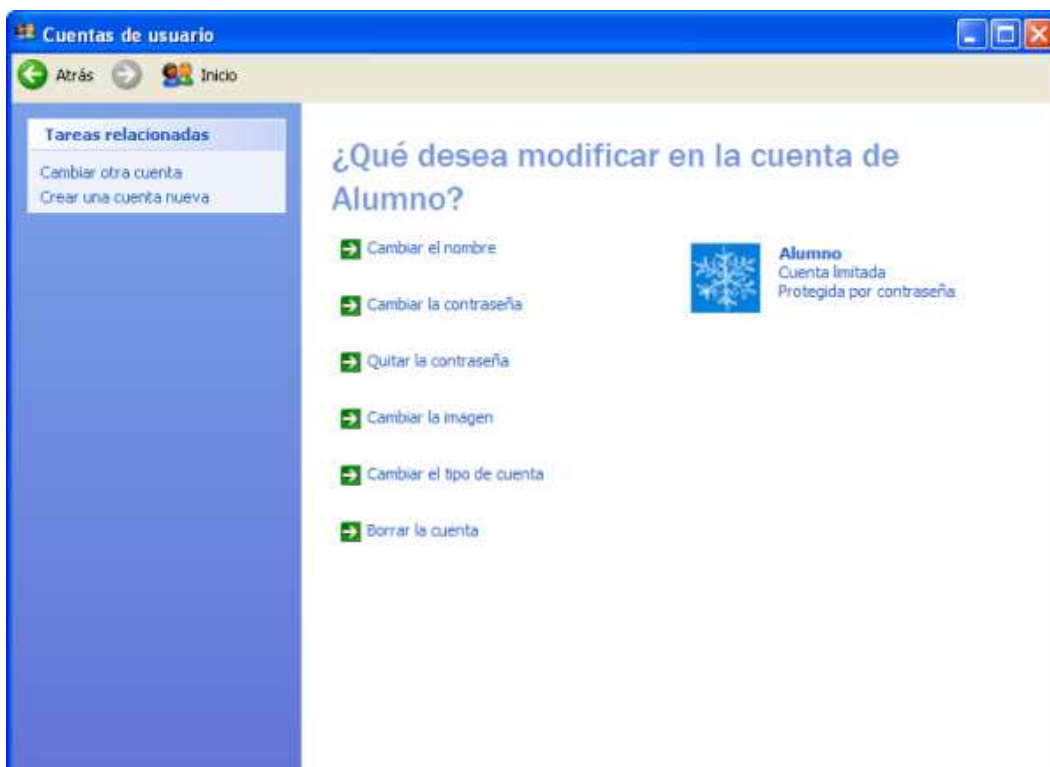 Cuentas de usuario
Atrás
Inicio
Tareas relacionadas
Cambiar otra cuenta
Crear una cuenta nueva
¿Qué desea modificar en la cuenta de
Alumno?
Cambiar el nombre
Cambiar la contraseña
Quitar la contraseña
Cambiar la imagen
Cambiar el tipo de cuenta
Borrar la cuenta
Alumno
Cuenta limitada
Protegida por contraseña